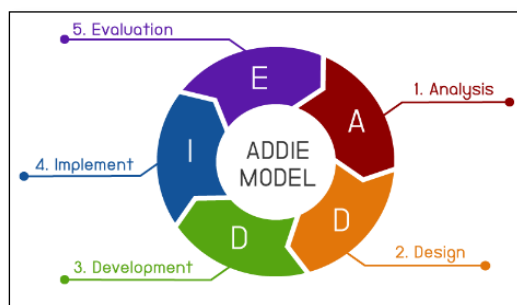 5. Evaluation
E
1. Analysis
A
I
ADDIE
MODEL
4. Implement
D
D
2. Design
3. Development